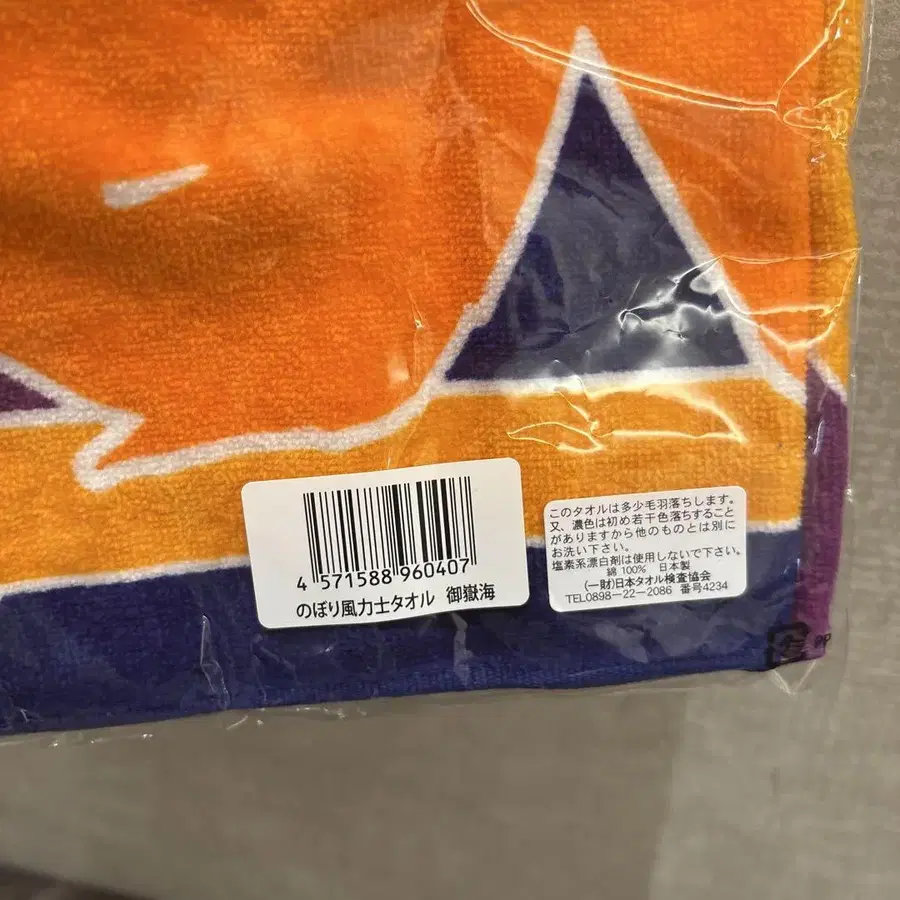 4 571588 960407
のぼり風力士タオル 御嶽海
このタオルは多少毛羽落ちします。
又、濃色は初め若干色落ちすること
がありますから他のものとは別に
お洗い下さい。
塩素系漂白剤は使用しないで下さい。
綿 100% 日本製
(一財)日本タオル検査協会
TEL0898-22-2086 番号4234